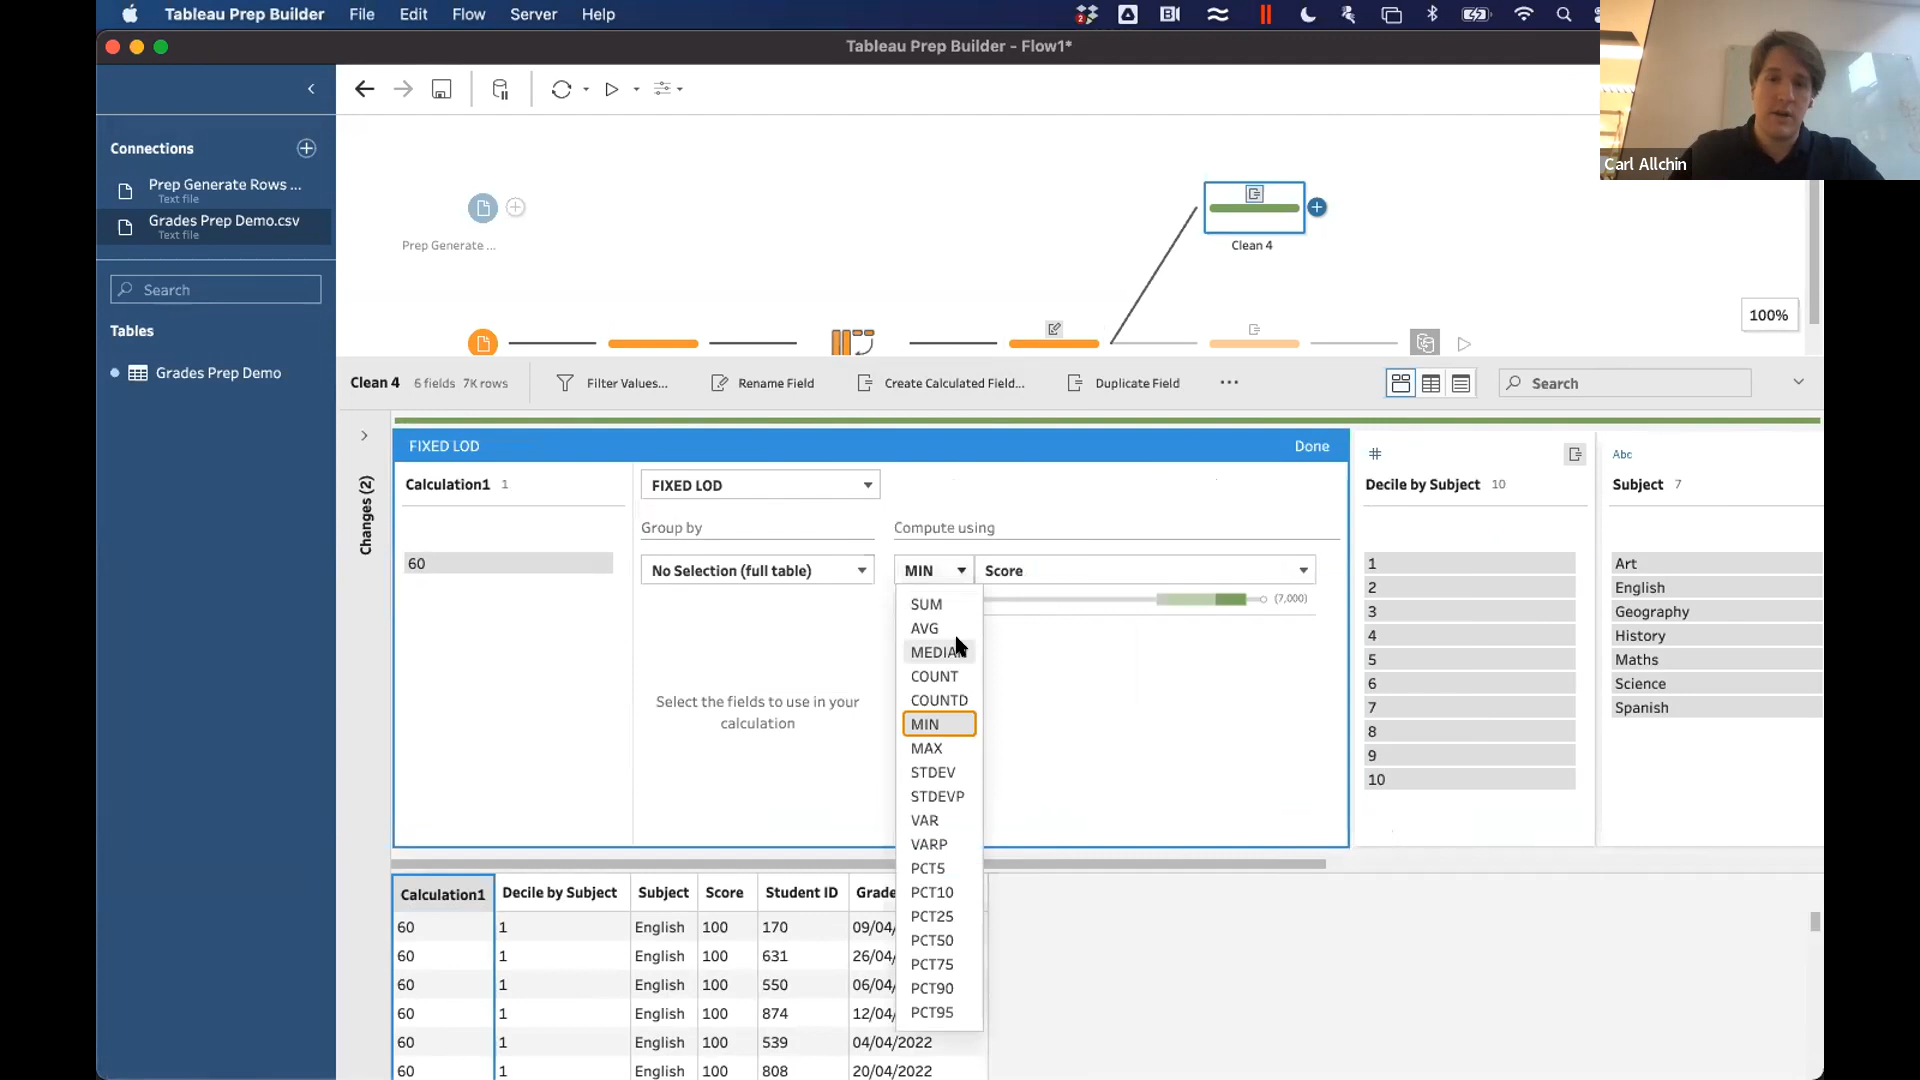 Tableau Prep Builder File Edit Flow Server Help
Tableau Prep Builder - Flow1*
Carl Allchin
Connections
Prep Generate Rows ...
Text file
Grades Prep Demo.csv
Text file
Search
Tables
Grades Prep Demo
Prep Generate ...
Clean 4
100%
Clean 4 6 fields 7K rows Filter Values... Rename Field Create Calculated Field... Duplicate Field ... Search
Changes (2)
FIXED LOD Done
Calculation1 1
60
FIXED LOD
Group by
Compute using
No Selection (full table)
MIN Score
(7,000)
Select the fields to use in your
calculation
SUM
AVG
COUNT
COUNTD
MIN
MAX
STDEV
STDEVP
VAR
VARP
PCT5
PCT10
PCT25
PCT50
PCT75
PCT90
PCT95
#
Decile by Subject 10
1
2
3
4
5
6
7
8
9
10
Abc
Subject 7
Art
English
Geography
History
Maths
Science
Spanish
Calculation1 Decile by Subject Subject Score Student ID Grade
60 1 English 100 170 09/04/
60 1 English 100 631 26/04/
60 1 English 100 550 06/04/
60 1 English 100 874 12/04/
60 1 English 100 539 04/04/2022
60 1 English 100 808 20/04/2022